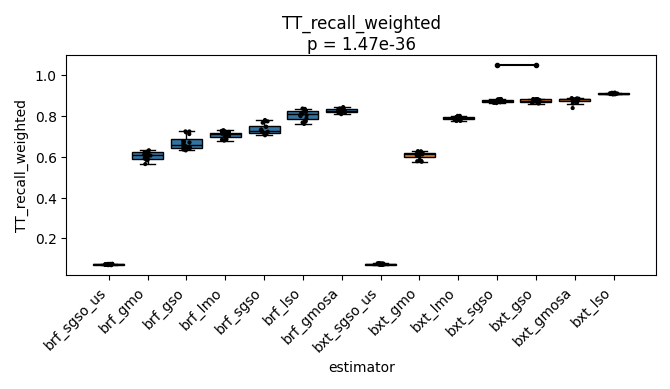 TT_recall_weighted
p = 1.47e-36
TT_recall_weighted
1.0
0.8
0.6
0.4
0.2
brf_sgso_us
brf_gmo
brf_gso
brf_lmo
brf_sgso
brf_lso
brf_gmosa
bxt_sgso_us
bxt_gmo
bxt_lmo
bxt_sgso
bxt_gso
bxt_gmosa
bxt_lso
estimator